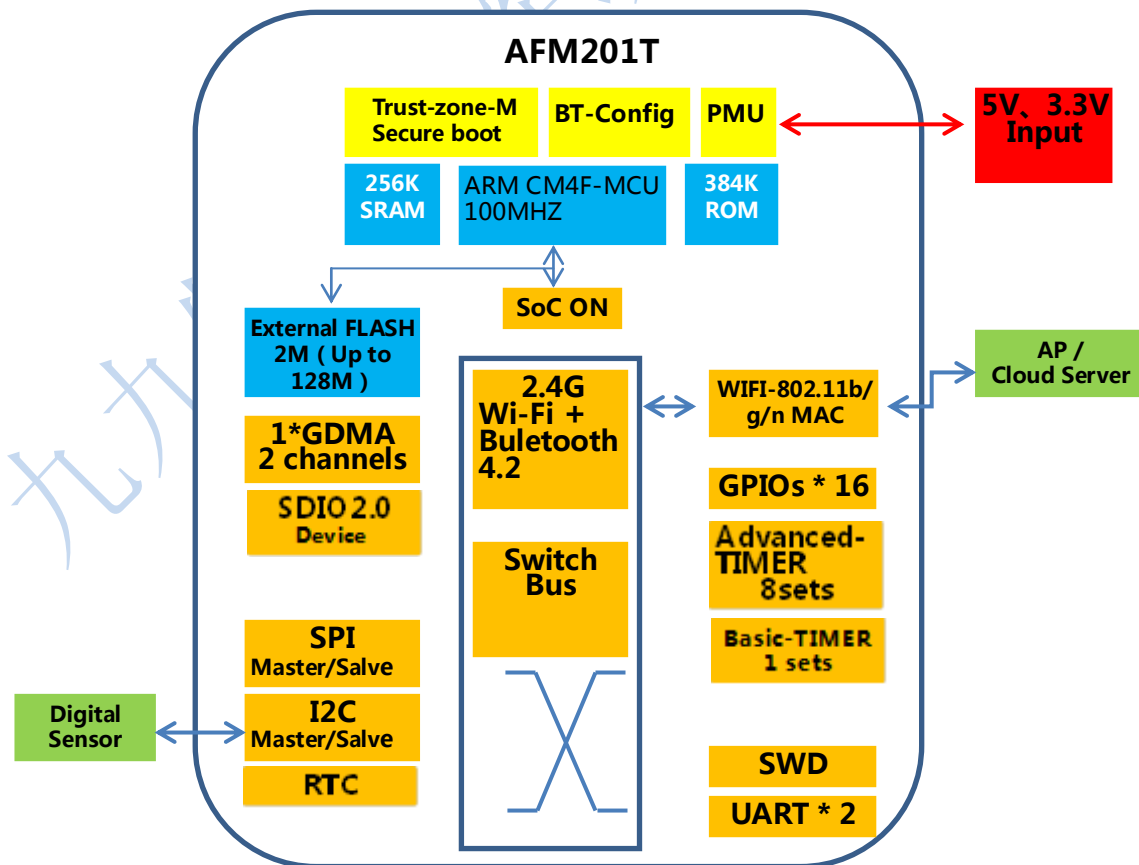 AFM201T
Trust-zone-M
Secure boot
BT-Config
PMU
5V、3.3V
Input
256K
SRAM
ARM CM4F-MCU
100MHZ
384K
ROM
SoC ON
External FLASH
2M ( Up to
128M )
AP /
Cloud Server
2.4G
Wi-Fi +
Buletooth
4.2
WIFI-802.11b/
g/n MAC
1*GDMA
2 channels
GPIOs * 16
SDIO 2.0
Device
Advanced-
TIMER
8sets
Switch
Bus
SPI
Master/Salve
Basic-TIMER
1 sets
Digital
Sensor
I2C
Master/Salve
RTC
SWD
UART * 2
九九